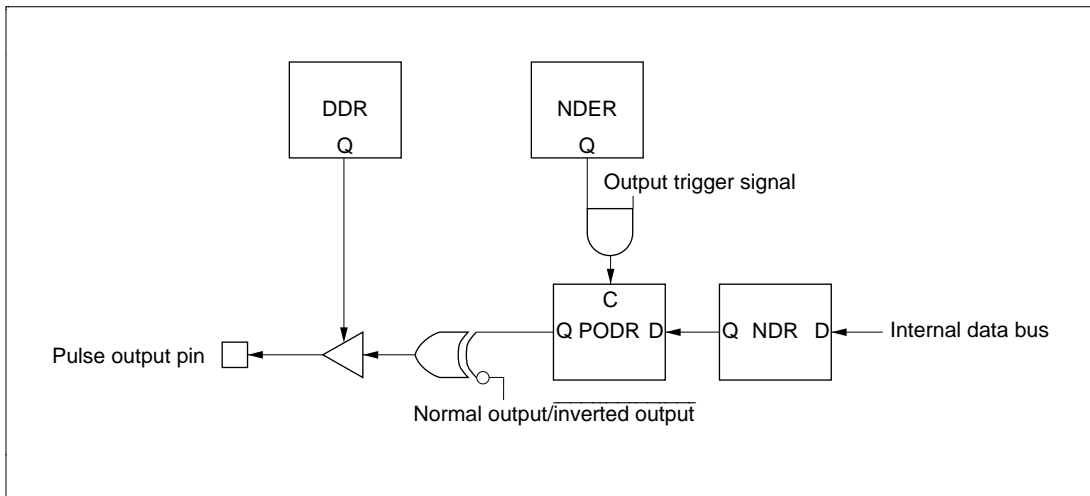 DDR
Q
NDER
Q
Output trigger signal
C
Q PODR D
Q NDR D
Internal data bus
Pulse output pin
Normal output/inverted output